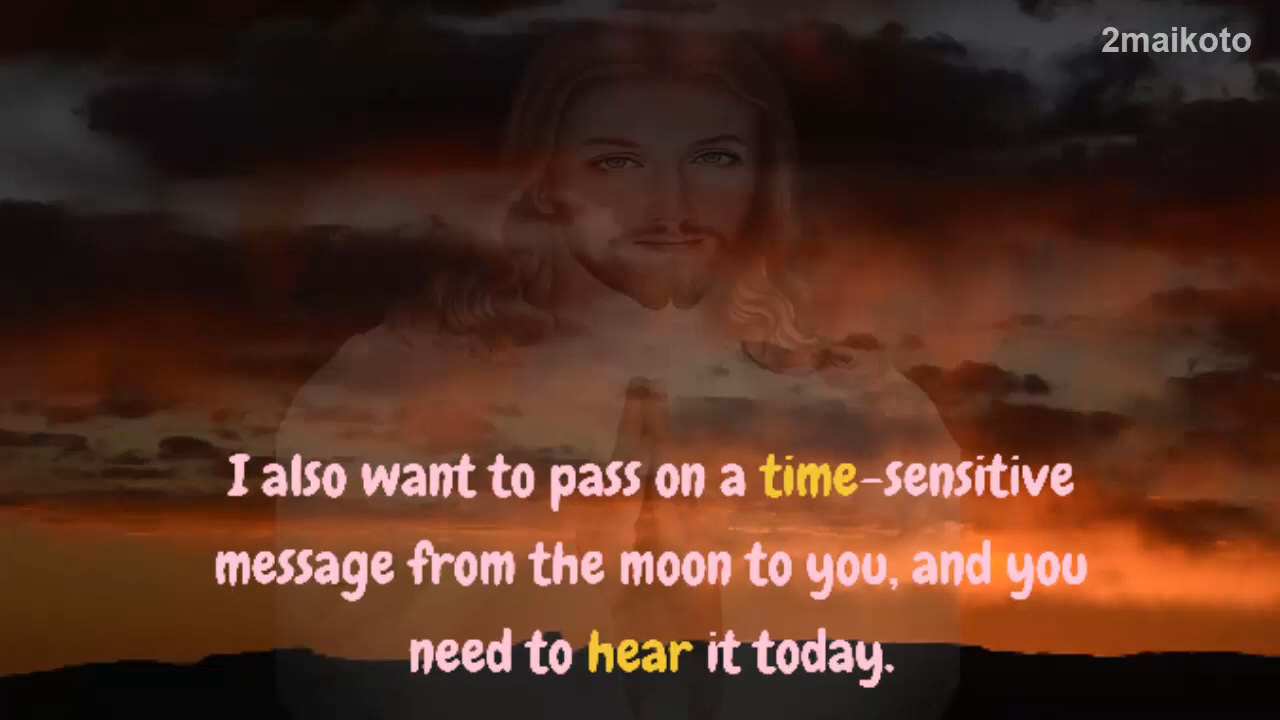 2maikoto
I also want to pass on a time-sensitive
message from the moon to you, and you
need to hear it today.